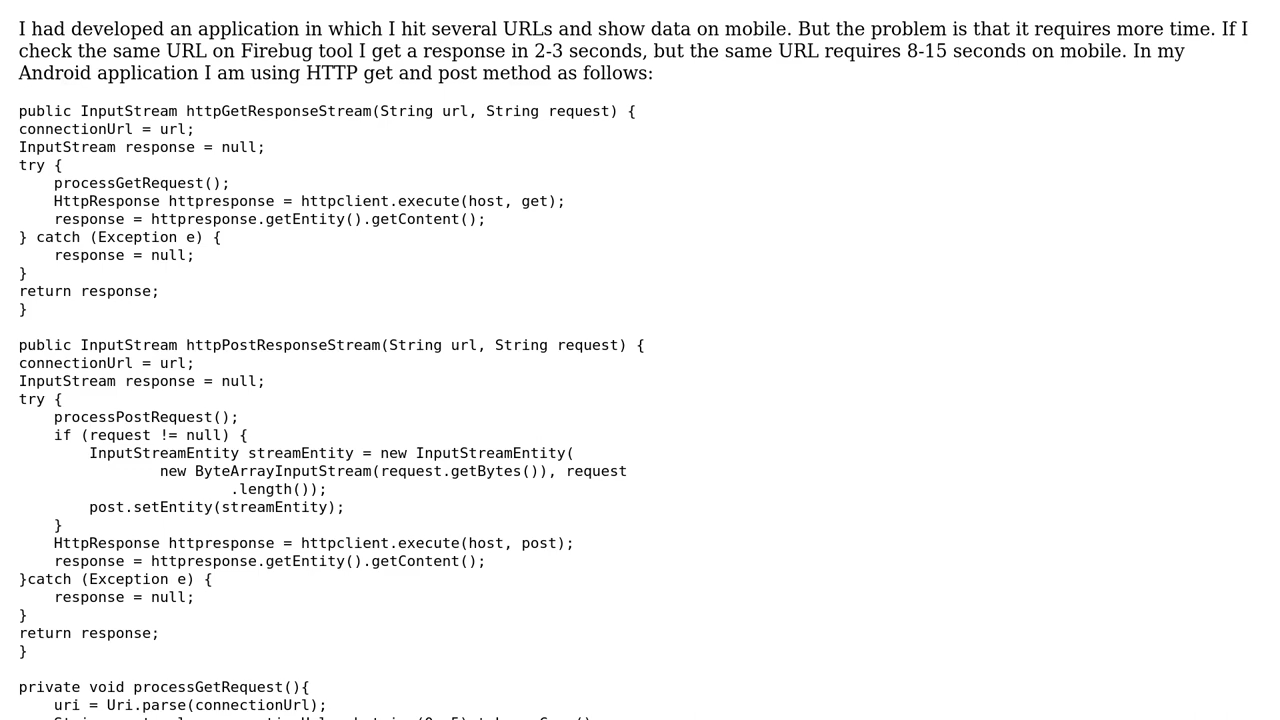 I had developed an application in which I hit several URLs and show data on mobile. But the problem is that it requires more time. If I
check the same URL on Firebug tool I get a response in 2-3 seconds, but the same URL requires 8-15 seconds on mobile. In my
Android application I am using HTTP get and post method as follows:
public InputStream httpGetResponseStream(String url, String request) {
connectionUrl = url;
InputStream response = null;
try {
    processGetRequest();
    HttpResponse httpresponse = httpclient.execute(host, get);
    response = httpresponse.getEntity().getContent();
} catch (Exception e) {
    response = null;
}
return response;
}
public InputStream httpPostResponseStream(String url, String request) {
connectionUrl = url;
InputStream response = null;
try {
    processPostRequest();
    if (request != null) {
        InputStreamEntity streamEntity = new InputStreamEntity(
                new ByteArrayInputStream(request.getBytes()), request
                        .length());
        post.setEntity(streamEntity);
    }
    HttpResponse httpresponse = httpclient.execute(host, post);
    response = httpresponse.getEntity().getContent();
}catch (Exception e) {
    response = null;
}
return response;
}
private void processGetRequest(){
    uri = Uri.parse(connectionUrl);